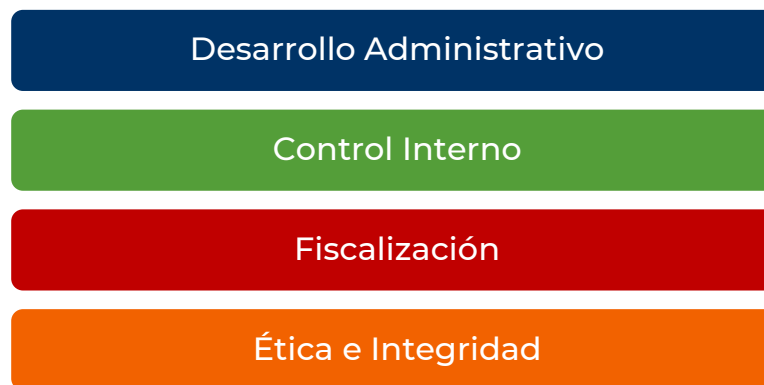 Desarrollo Administrativo
Control Interno
Fiscalización
Ética e Integridad